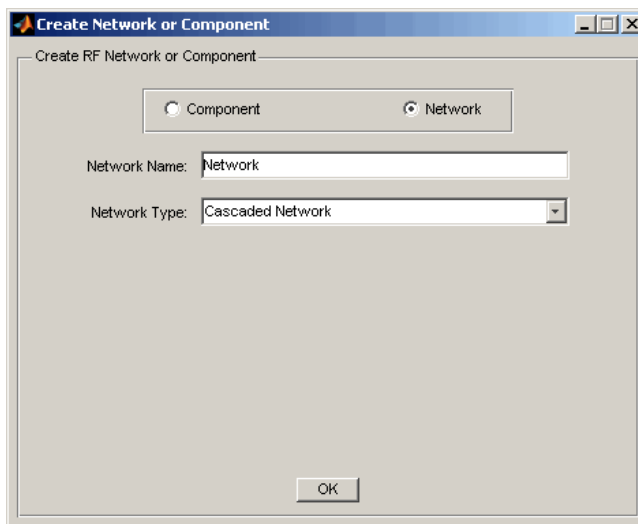 Create Network or Component
Create RF Network or Component
Component
Network
Network Name: Network
Network Type: Cascaded Network
OK